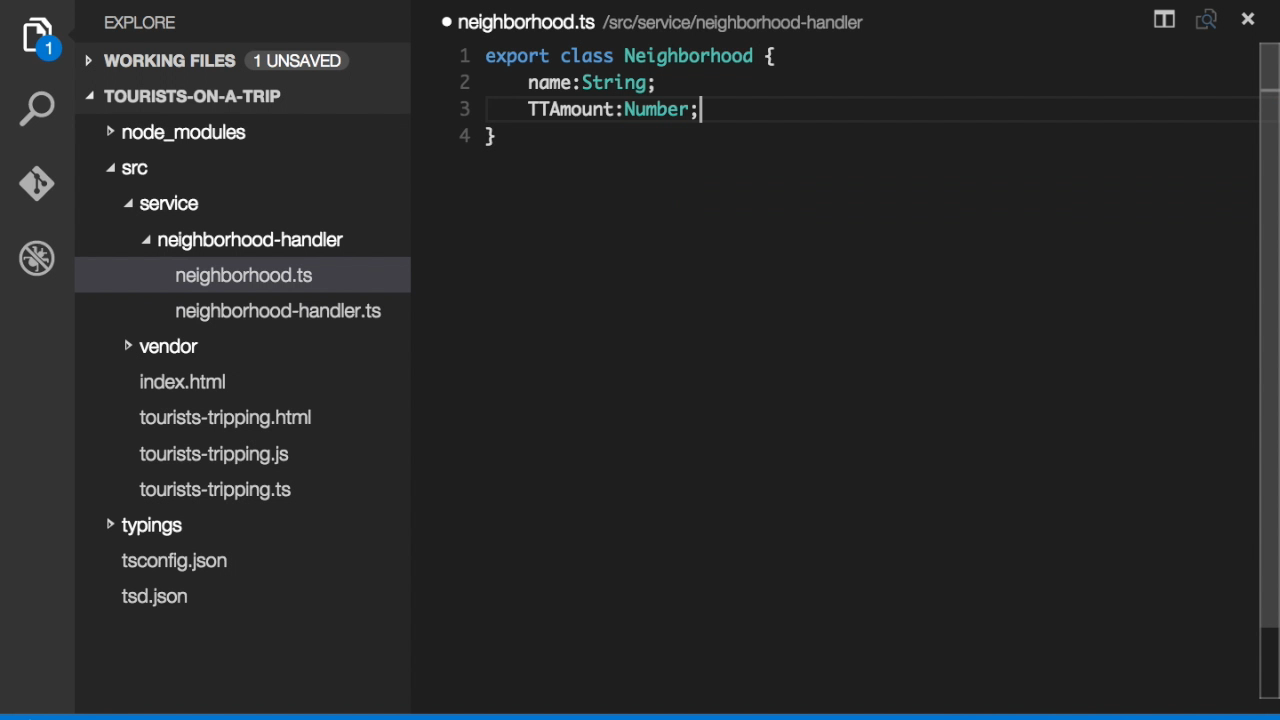 EXPLORE
1
WORKING FILES 1 UNSAVED
TOURISTS-ON-A-TRIP
node_modules
src
service
neighborhood-handler
neighborhood.ts
neighborhood-handler.ts
vendor
index.html
tourists-tripping.html
tourists-tripping.js
tourists-tripping.ts
typings
tsconfig.json
tsd.json
neighborhood.ts /src/service/neighborhood-handler
1 export class Neighborhood {
2 name:String;
3 TTAmount:Number;
4 }